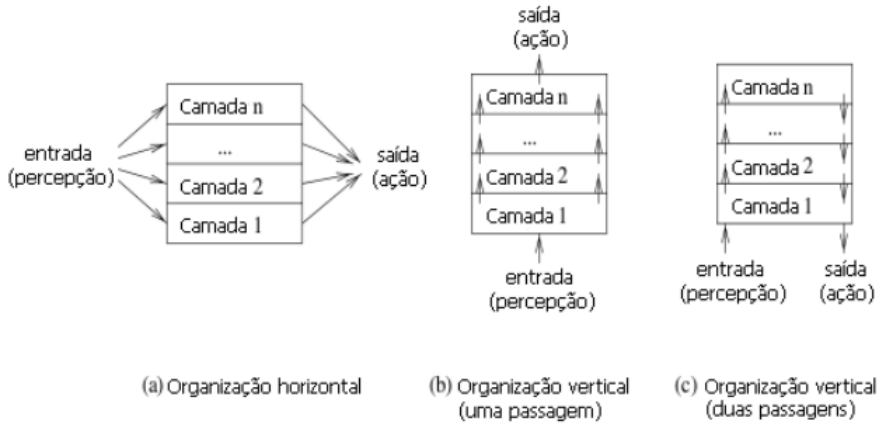 entrada
(percepção)
Camada n
...
Camada 2
Camada 1
saída
(ação)
(a) Organização horizontal
saída
(ação)
Camada n
...
Camada 2
Camada 1
entrada
(percepção)
(b) Organização vertical
(uma passagem)
Camada n
...
Camada 2
Camada 1
entrada
(percepção)
saída
(ação)
(c) Organização vertical
(duas passagens)